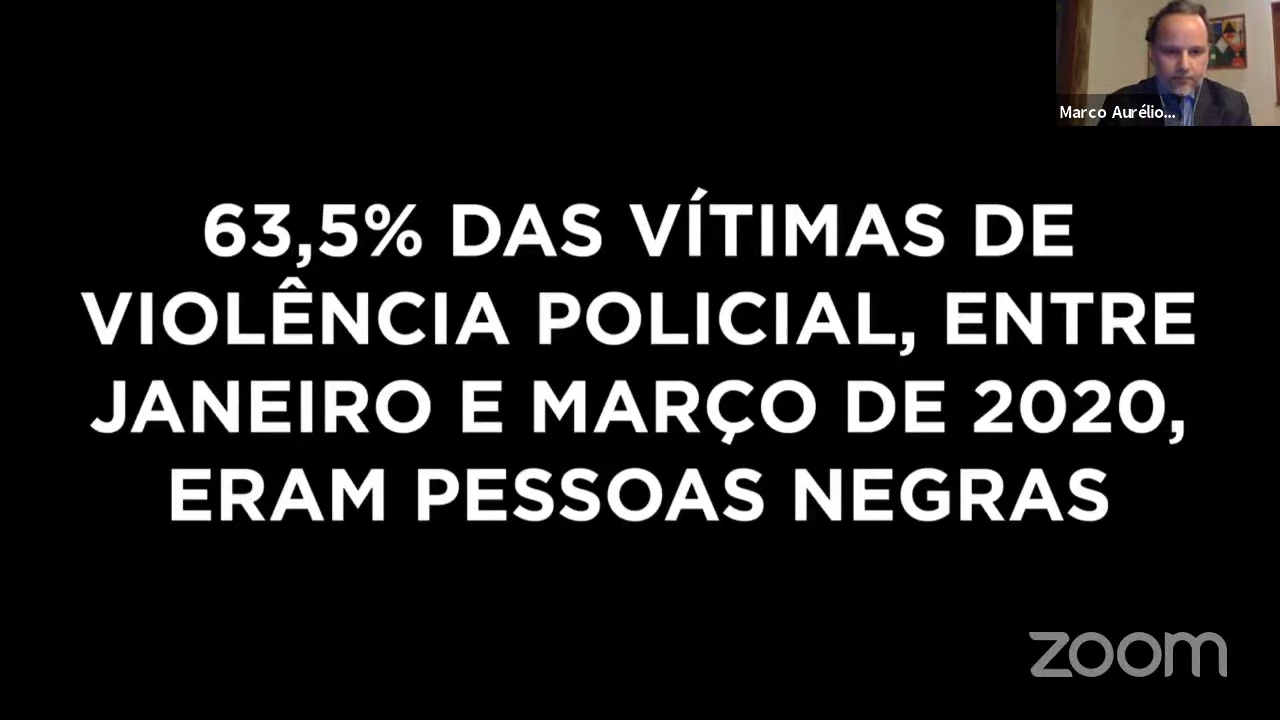 Marco Aurélio...
63,5% DAS VÍTIMAS DE
VIOLÊNCIA POLICIAL, ENTRE
JANEIRO E MARÇO DE 2020,
ERAM PESSOAS NEGRAS
zoom